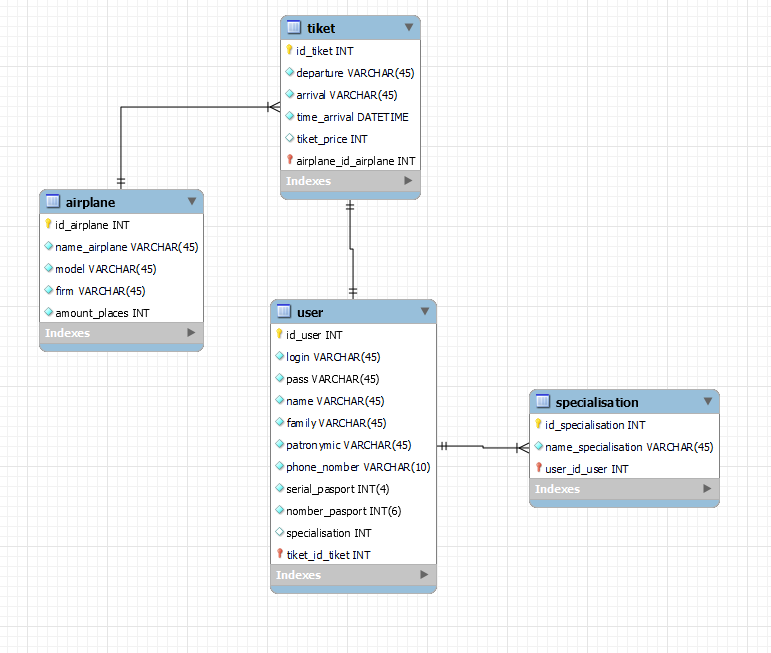 tiket
id_tiket INT
departure VARCHAR(45)
arrival VARCHAR(45)
time_arrival DATETIME
tiket_price INT
airplane_id_airplane INT
Indexes
airplane
id_airplane INT
name_airplane VARCHAR(45)
model VARCHAR(45)
firm VARCHAR(45)
amount_places INT
Indexes
user
id_user INT
login VARCHAR(45)
pass VARCHAR(45)
name VARCHAR(45)
family VARCHAR(45)
patronymic VARCHAR(45)
phone_nomber VARCHAR(10)
serial_pasport INT(4)
nomber_pasport INT(6)
specialisation INT
tiket_id_tiket INT
Indexes
specialisation
id_specialisation INT
name_specialisation VARCHAR(45)
user_id_user INT
Indexes